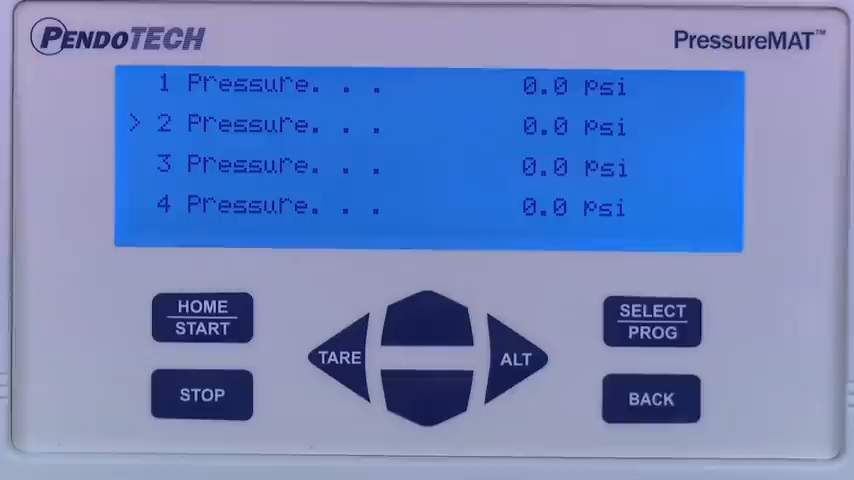 PENDOTECH
PressureMAT™
1 Pressure. . . 0.0 psi
> 2 Pressure. . . 0.0 psi
3 Pressure. . . 0.0 psi
4 Pressure. . . 0.0 psi
HOME
START
SELECT
PROG
TARE
ALT
STOP
BACK